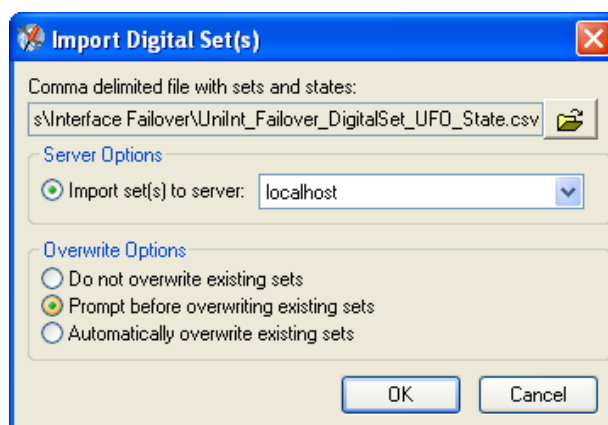 Import Digital Set(s)
Comma delimited file with sets and states:
s\Interface Failover\UniInt_Failover_DigitalSet_UFO_State.csv
Server Options
Import set(s) to server: localhost
Overwrite Options
Do not overwrite existing sets
Prompt before overwriting existing sets
Automatically overwrite existing sets
OK Cancel